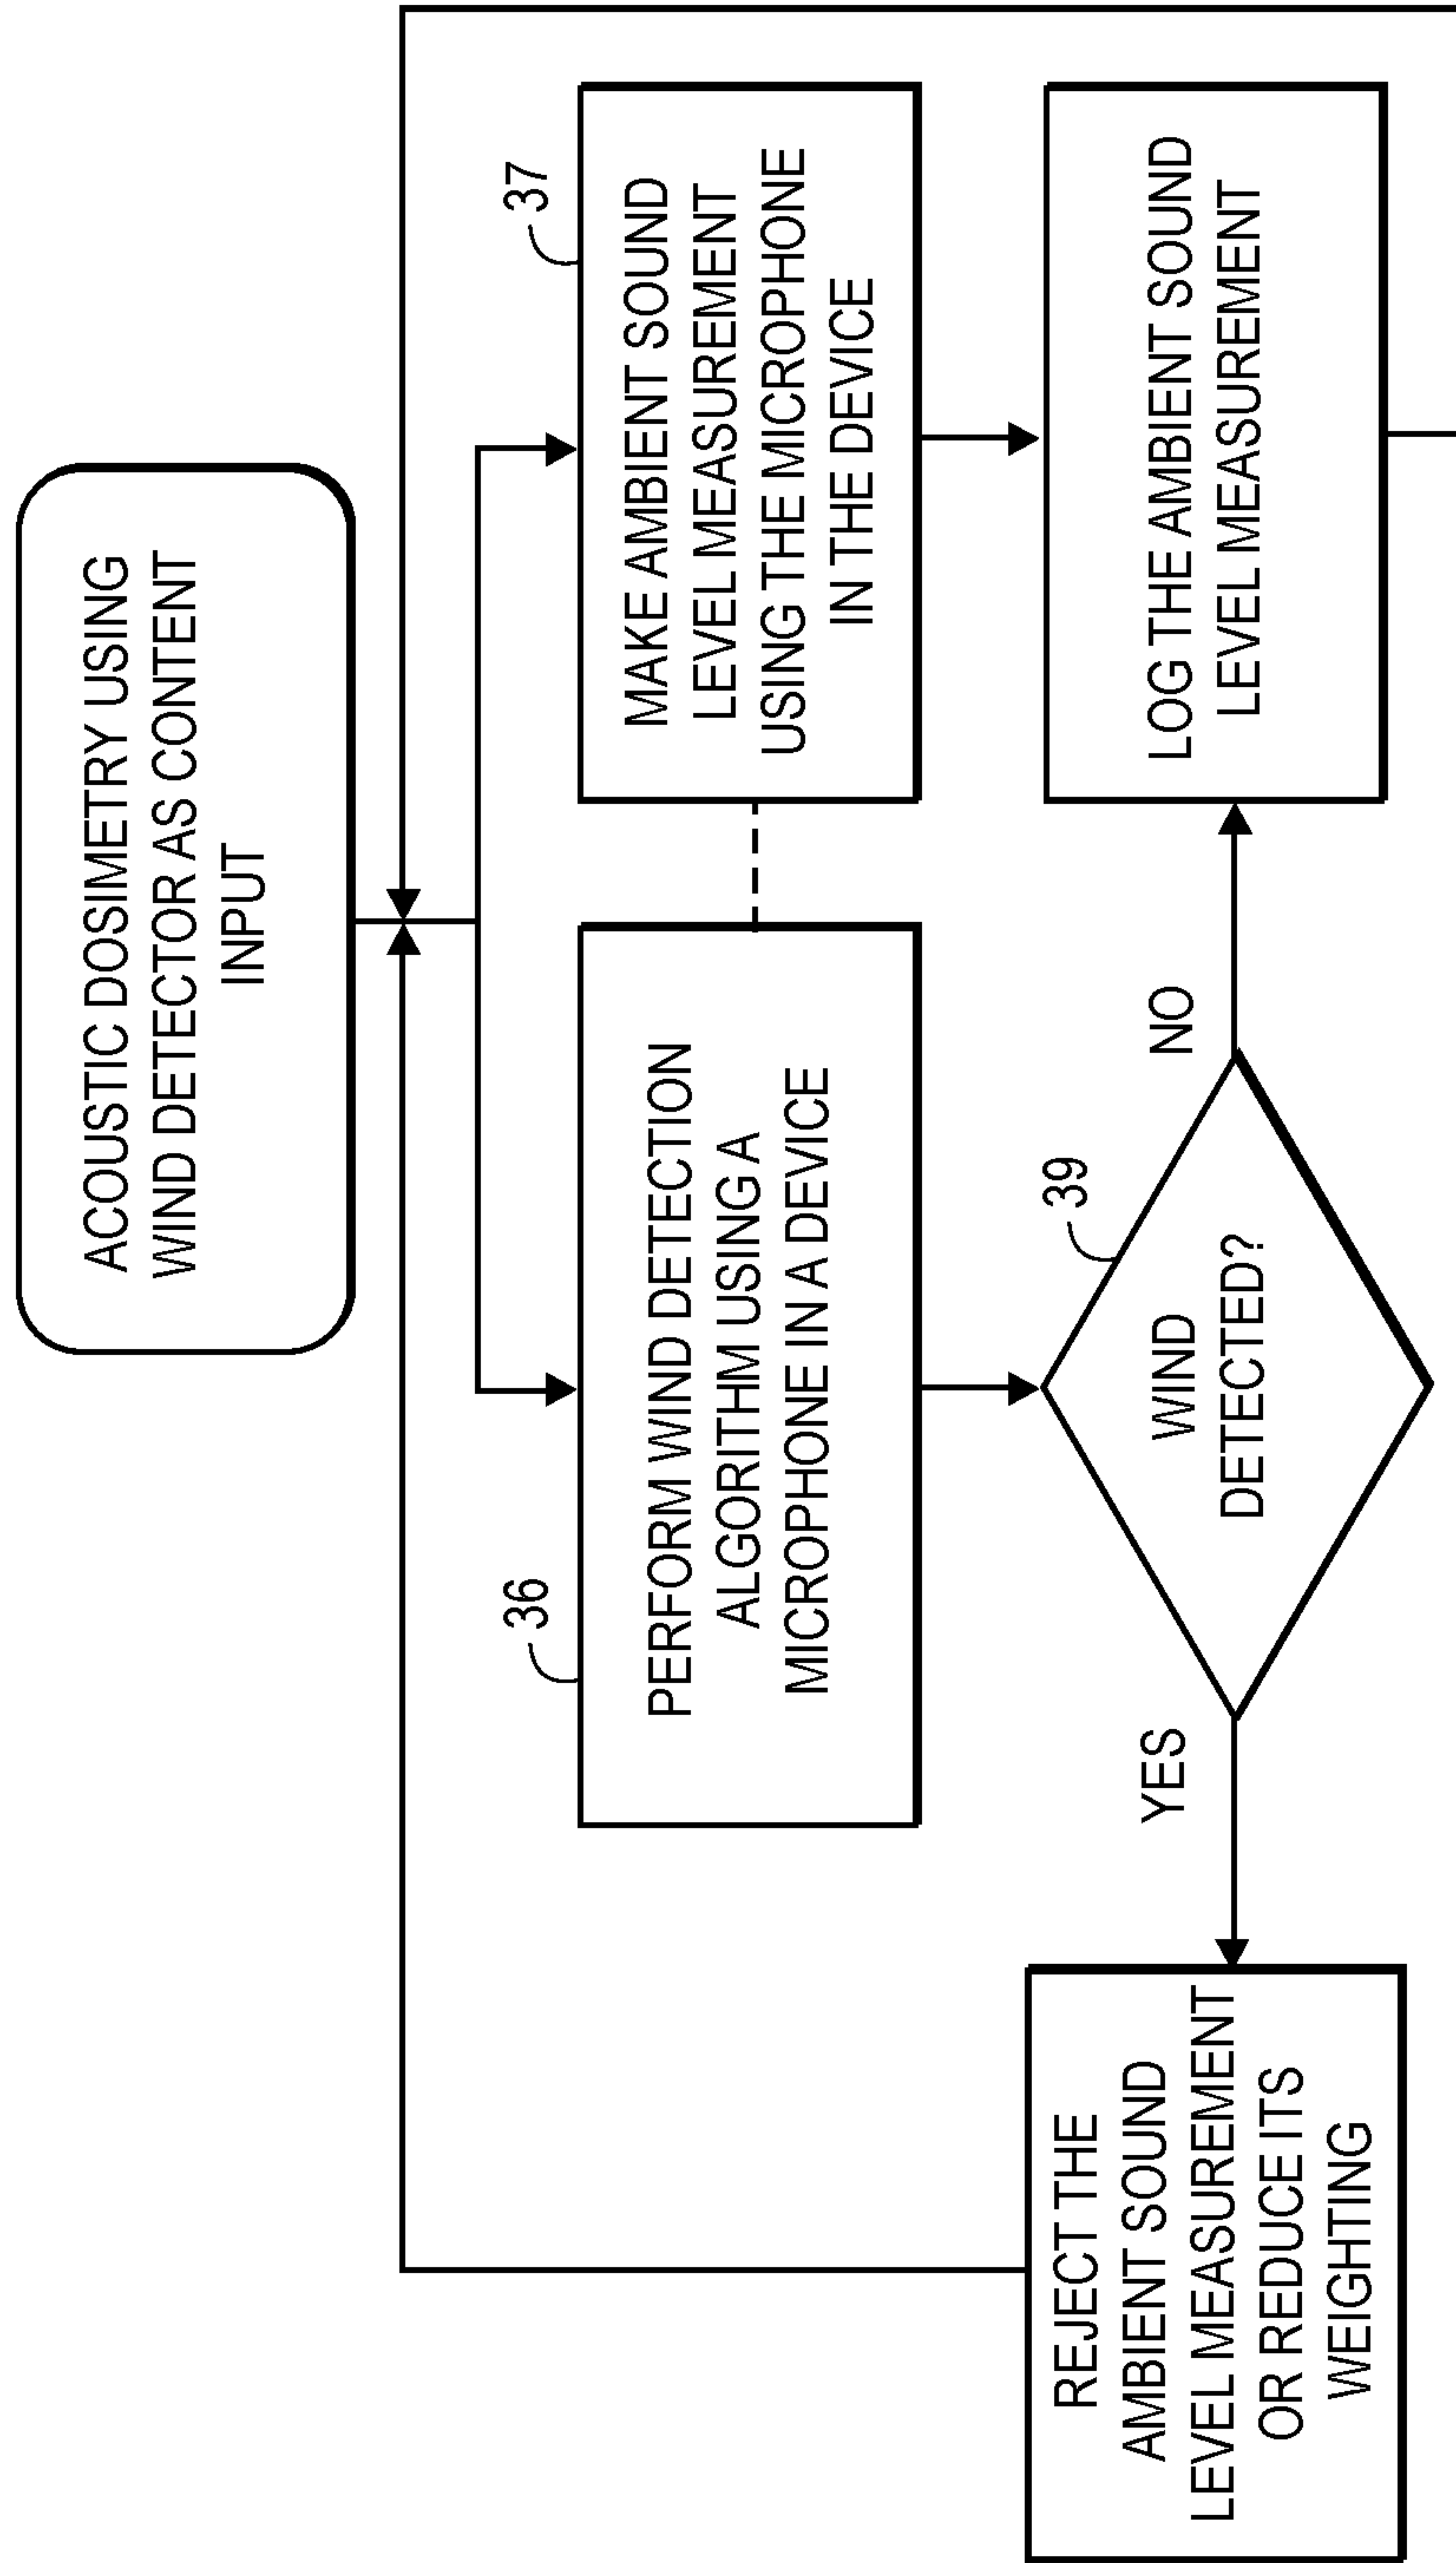 ACOUSTIC DOSIMETRY USING
WIND DETECTOR AS CONTENT
INPUT
36
PERFORM WIND DETECTION
ALGORITHM USING A
MICROPHONE IN A DEVICE
37
MAKE AMBIENT SOUND
LEVEL MEASUREMENT
USING THE MICROPHONE
IN THE DEVICE
39
WIND
DETECTED?
YES
NO
REJECT THE
AMBIENT SOUND
LEVEL MEASUREMENT
OR REDUCE ITS
WEIGHTING
LOG THE AMBIENT SOUND
LEVEL MEASUREMENT